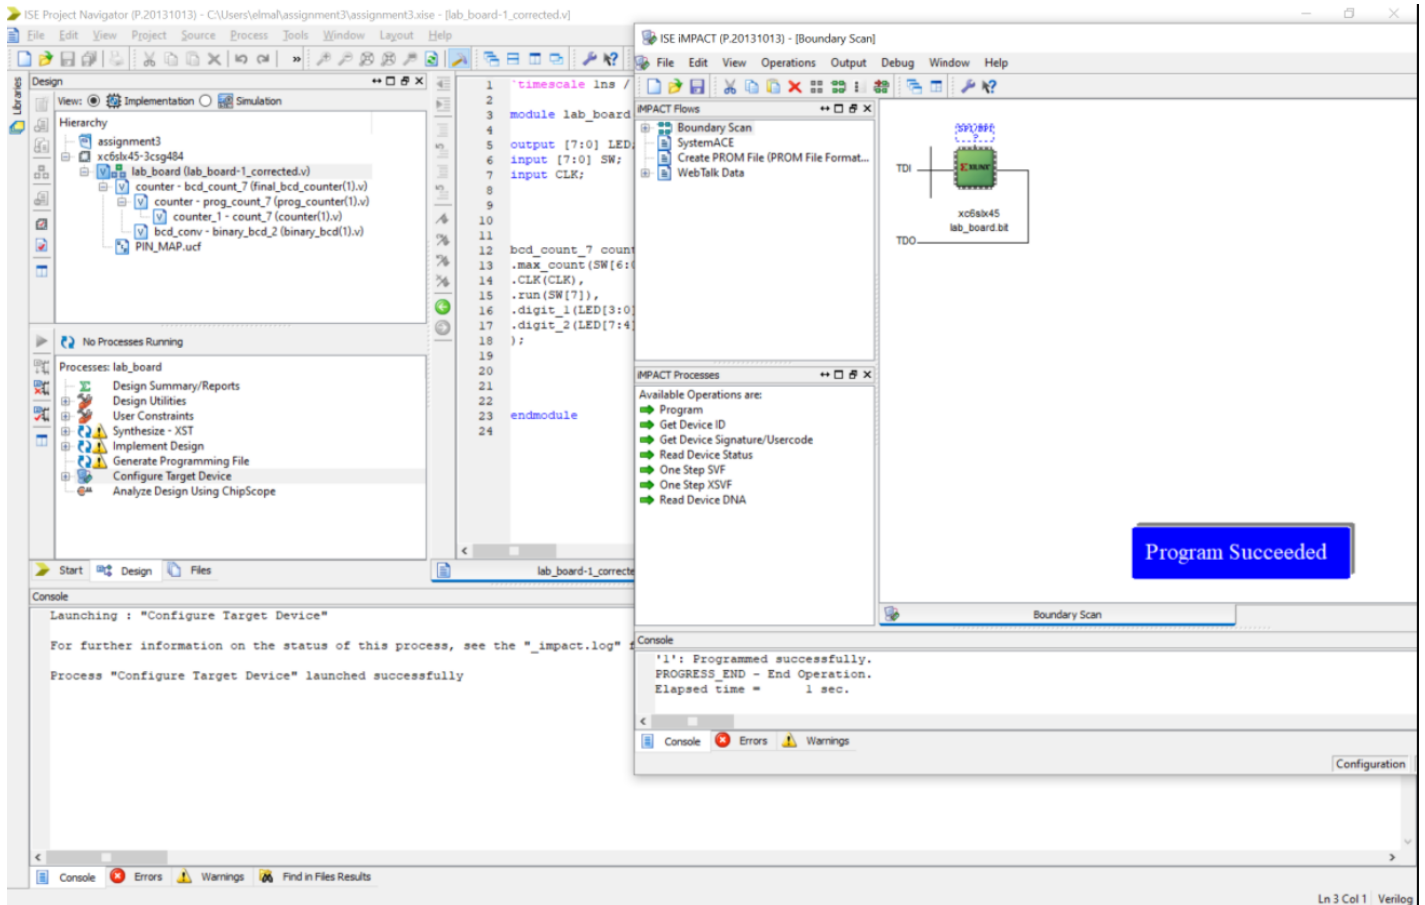 ISE Project Navigator (P.20131013) - C:\Users\elmal\assignment3\assignment3.xise - [lab_board-1_corrected.v]
File Edit View Project Source Process Tools Window Layout Help
Design
Libraries
View: Implementation Simulation
Hierarchy
assignment3
xc6slx45-3csg484
lab_board (lab_board-1_corrected.v)
counter - bcd_count_7 (final_bcd_counter(1).v)
counter - prog_count_7 (prog_counter(1).v)
counter_1 - count_7 (counter(1).v)
bcd_conv - binary_bcd_2 (binary_bcd(1).v)
PIN_MAP.ucf
No Processes Running
Processes: lab_board
Design Summary/Reports
Design Utilities
User Constraints
Synthesize - XST
Implement Design
Generate Programming File
Configure Target Device
Analyze Design Using ChipScope
Start Design Files
1 `timescale 1ns /
2
3 module lab_board
4
5 output [7:0] LED;
6 input [7:0] SW;
7 input CLK;
8
9
10
11
12 bcd_count_7 count
13 .max_count(SW[6:0
14 .CLK(CLK),
15 .run(SW[7]),
16 .digit_1(LED[3:0]
17 .digit_2(LED[7:4]
18 );
19
20
21
22
23 endmodule
24
lab_board-1_correcte
Console
Launching : "Configure Target Device"
For further information on the status of this process, see the "_impact.log" f
Process "Configure Target Device" launched successfully
Console Errors Warnings Find in Files Results
Ln 3 Col 1 Verilog
ISE iMPACT (P.20131013) - [Boundary Scan]
File Edit View Operations Output Debug Window Help
iMPACT Flows
Boundary Scan
SystemACE
Create PROM File (PROM File Format...
WebTalk Data
iMPACT Processes
Available Operations are:
Program
Get Device ID
Get Device Signature/Usercode
Read Device Status
One Step SVF
One Step XSVF
Read Device DNA
SPI/BPI
?
TDI
XILINX
xc6slx45
lab_board.bit
TDO
Program Succeeded
Boundary Scan
Console
'1': Programmed successfully.
PROGRESS_END - End Operation.
Elapsed time = 1 sec.
Console Errors Warnings
Configuration